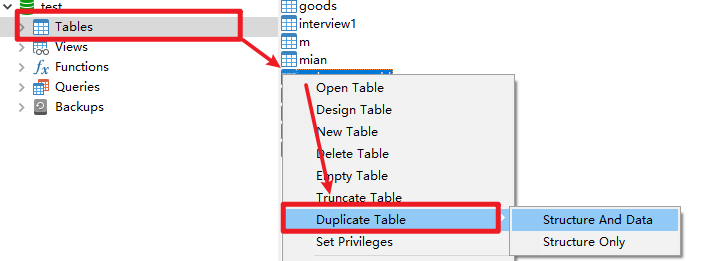 test
Tables
Views
Functions
Queries
Backups
goods
interview1
m
mian
Open Table
Design Table
New Table
Delete Table
Empty Table
Truncate Table
Duplicate Table
Set Privileges
Structure And Data
Structure Only